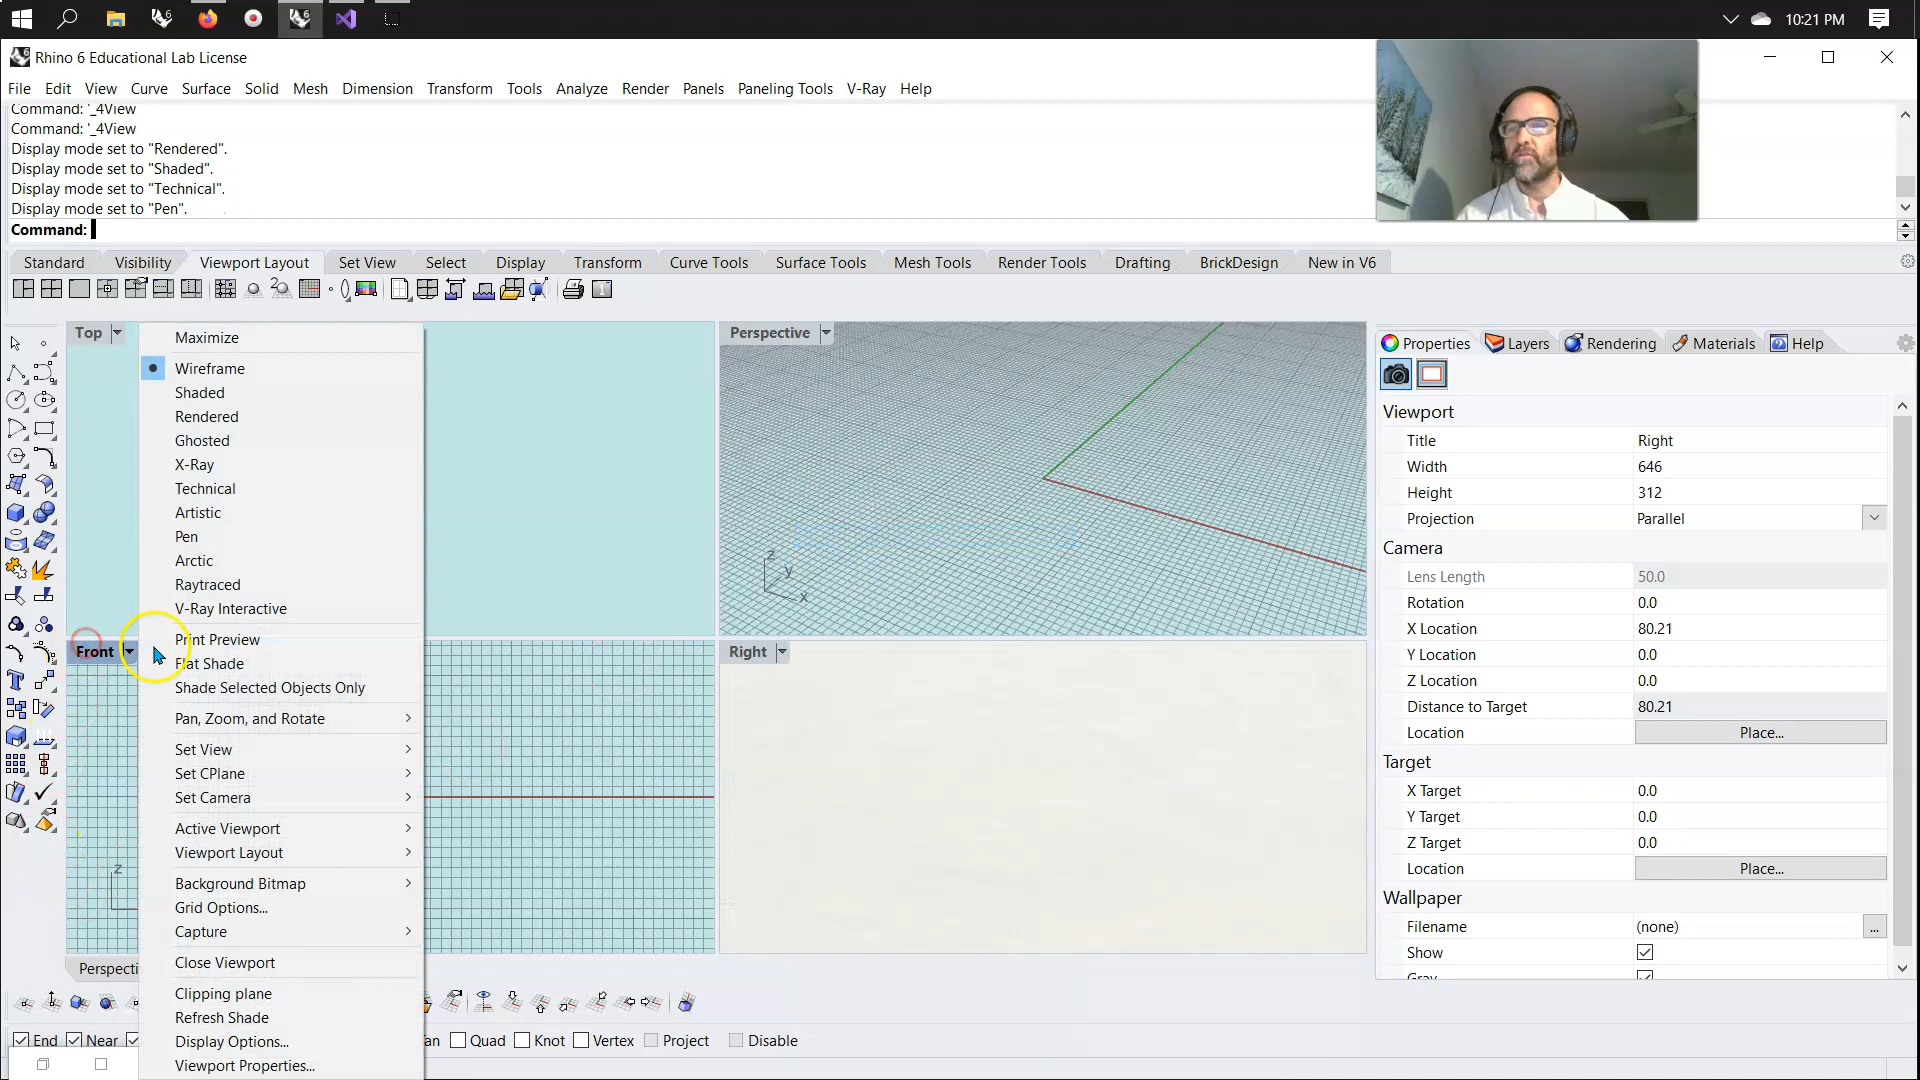 10:21 PM
Rhino 6 Educational Lab License
File Edit View Curve Surface Solid Mesh Dimension Transform Tools Analyze Render Panels Paneling Tools V-Ray Help
Command: '_4View
Command: '_4View
Display mode set to "Rendered".
Display mode set to "Shaded".
Display mode set to "Technical".
Display mode set to "Pen".
Command:
Standard Visibility Viewport Layout Set View Select Display Transform Curve Tools Surface Tools Mesh Tools Render Tools Drafting BrickDesign New in V6
Top
Maximize
Wireframe
Shaded
Rendered
Ghosted
X-Ray
Technical
Artistic
Pen
Arctic
Raytraced
V-Ray Interactive
Print Preview
Flat Shade
Shade Selected Objects Only
Pan, Zoom, and Rotate
Set View
Set CPlane
Set Camera
Active Viewport
Viewport Layout
Background Bitmap
Grid Options...
Capture
Close Viewport
Clipping plane
Refresh Shade
Display Options...
Viewport Properties...
Perspective
z
y
x
Front
z
Right
Perspecti
Properties Layers Rendering Materials Help
Viewport
Title Right
Width 646
Height 312
Projection Parallel
Camera
Lens Length 50.0
Rotation 0.0
X Location 80.21
Y Location 0.0
Z Location 0.0
Distance to Target 80.21
Location Place...
Target
X Target 0.0
Y Target 0.0
Z Target 0.0
Location Place...
Wallpaper
Filename (none) ...
Show
Gray
End Near an Quad Knot Vertex Project Disable